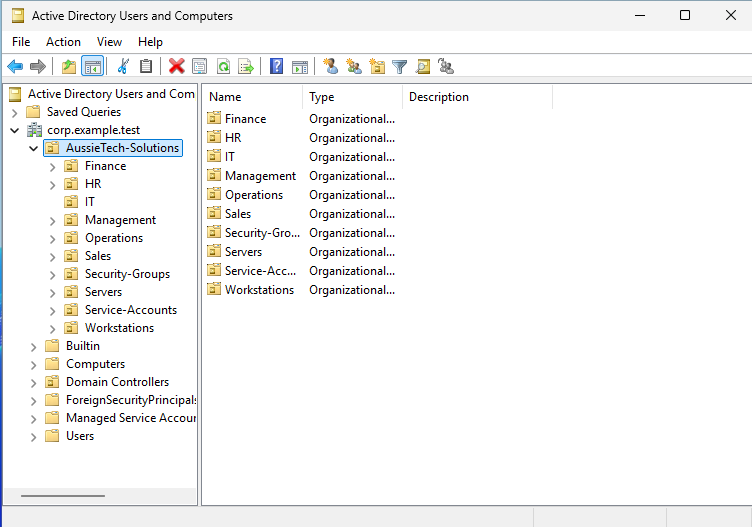 Active Directory Users and Computers
File Action View Help
Active Directory Users and Com
Saved Queries
corp.example.test
AussieTech-Solutions
Finance
HR
IT
Management
Operations
Sales
Security-Groups
Servers
Service-Accounts
Workstations
Builtin
Computers
Domain Controllers
ForeignSecurityPrincipals
Managed Service Accour
Users
Name Type Description
Finance Organizational...
HR Organizational...
IT Organizational...
Management Organizational...
Operations Organizational...
Sales Organizational...
Security-Gro... Organizational...
Servers Organizational...
Service-Acc... Organizational...
Workstations Organizational...